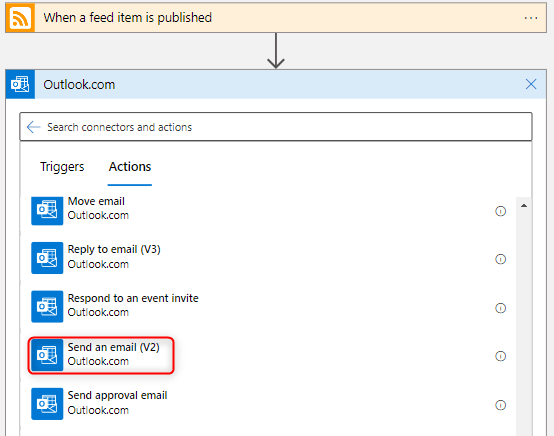 When a feed item is published
Outlook.com
Search connectors and actions
Triggers Actions
Move email
Outlook.com
Reply to email (V3)
Outlook.com
Respond to an event invite
Outlook.com
Send an email (V2)
Outlook.com
Send approval email
Outlook.com